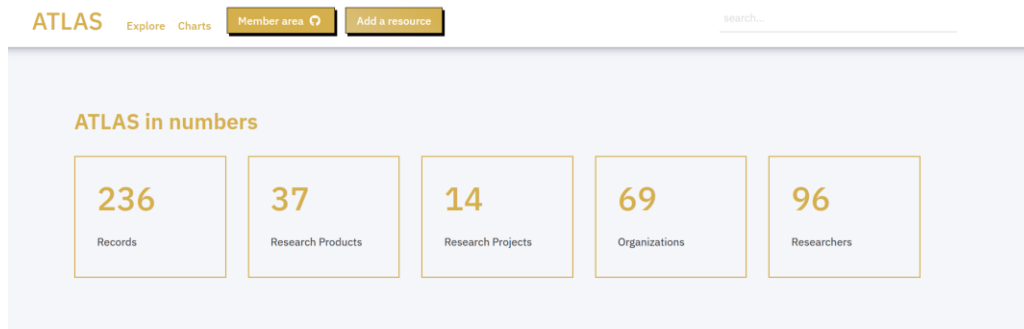 ATLAS Explore Charts Member area Add a resource search...
ATLAS in numbers
236 37 14 69 96
Records Research Products Research Projects Organizations Researchers